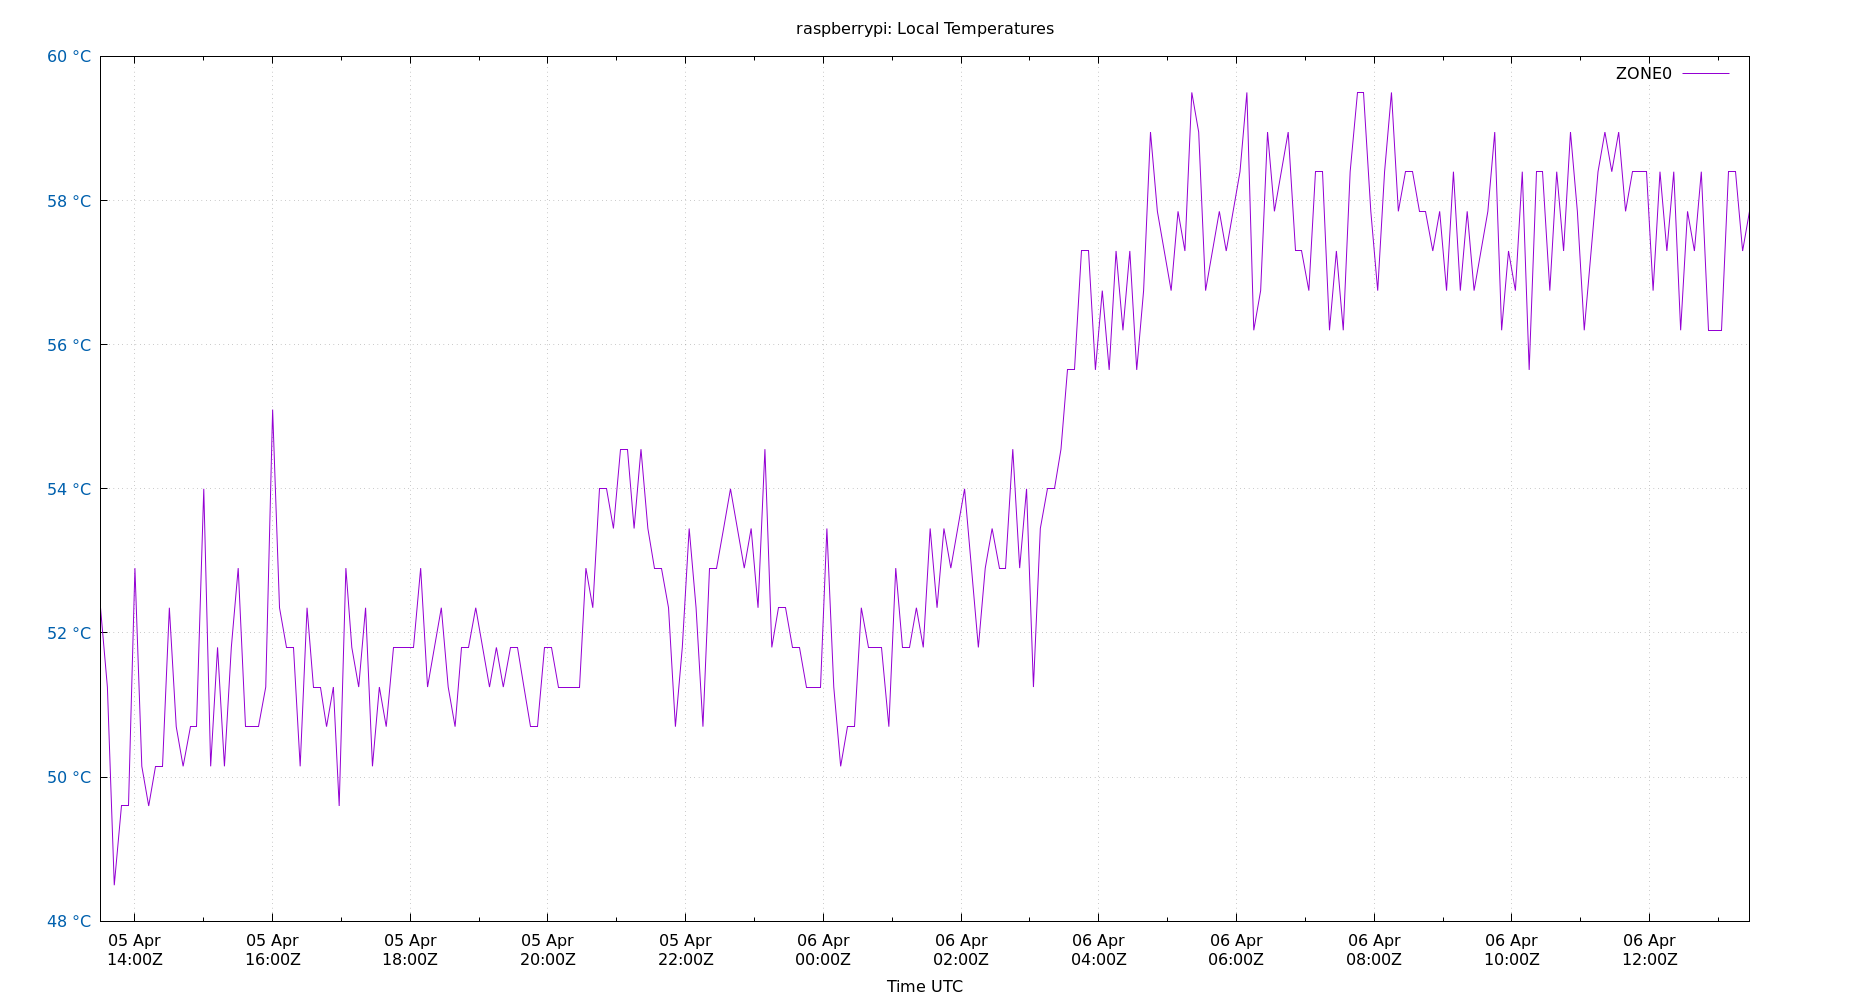 raspberrypi: Local Temperatures
60 °C
ZONE0
58 °C
56 °C
54 °C
52 °C
50 °C
48 °C
05 Apr 05 Apr 05 Apr 05 Apr 05 Apr 06 Apr 06 Apr 06 Apr 06 Apr 06 Apr 06 Apr 06 Apr
14:00Z 16:00Z 18:00Z 20:00Z 22:00Z 00:00Z 02:00Z 04:00Z 06:00Z 08:00Z 10:00Z 12:00Z
Time UTC